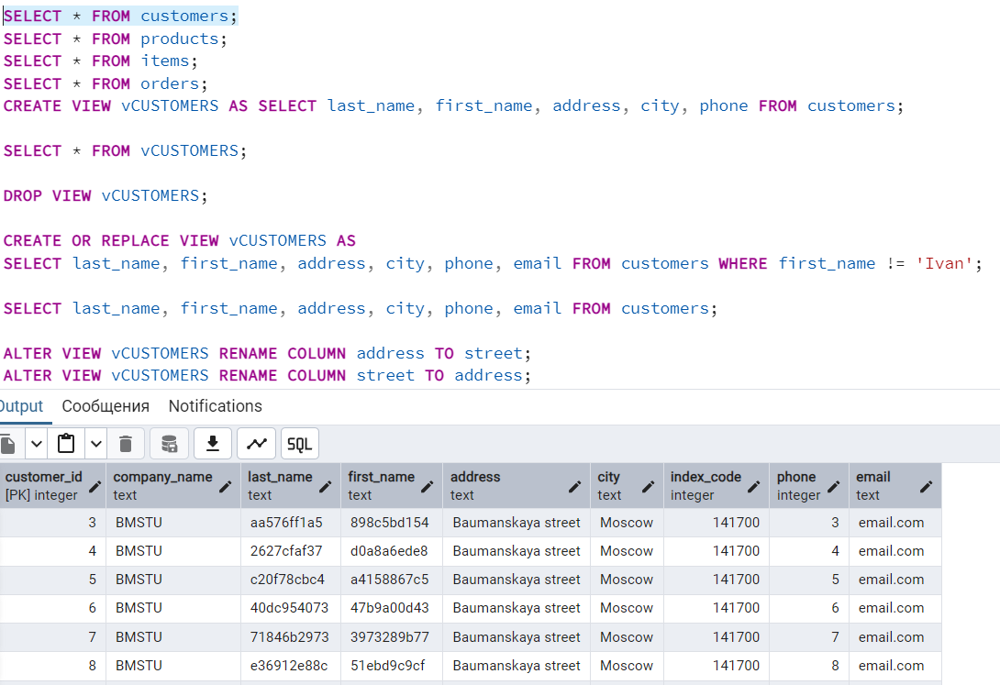 SELECT * FROM customers;
SELECT * FROM products;
SELECT * FROM items;
SELECT * FROM orders;
CREATE VIEW vCUSTOMERS AS SELECT last_name, first_name, address, city, phone FROM customers;
SELECT * FROM vCUSTOMERS;
DROP VIEW vCUSTOMERS;
CREATE OR REPLACE VIEW vCUSTOMERS AS
SELECT last_name, first_name, address, city, phone, email FROM customers WHERE first_name != 'Ivan';
SELECT last_name, first_name, address, city, phone, email FROM customers;
ALTER VIEW vCUSTOMERS RENAME COLUMN address TO street;
ALTER VIEW vCUSTOMERS RENAME COLUMN street TO address;
Output Сообщения Notifications
SQL
customer_id company_name last_name first_name address city index_code phone email
[PK] integer text text text text text integer integer text
3 BMSTU aa576ff1a5 898c5bd154 Baumanskaya street Moscow 141700 3 email.com
4 BMSTU 2627cfaf37 d0a8a6ede8 Baumanskaya street Moscow 141700 4 email.com
5 BMSTU c20f78cbc4 a4158867c5 Baumanskaya street Moscow 141700 5 email.com
6 BMSTU 40dc954073 47b9a00d43 Baumanskaya street Moscow 141700 6 email.com
7 BMSTU 71846b2973 3973289b77 Baumanskaya street Moscow 141700 7 email.com
8 BMSTU e36912e88c 51ebd9c9cf Baumanskaya street Moscow 141700 8 email.com